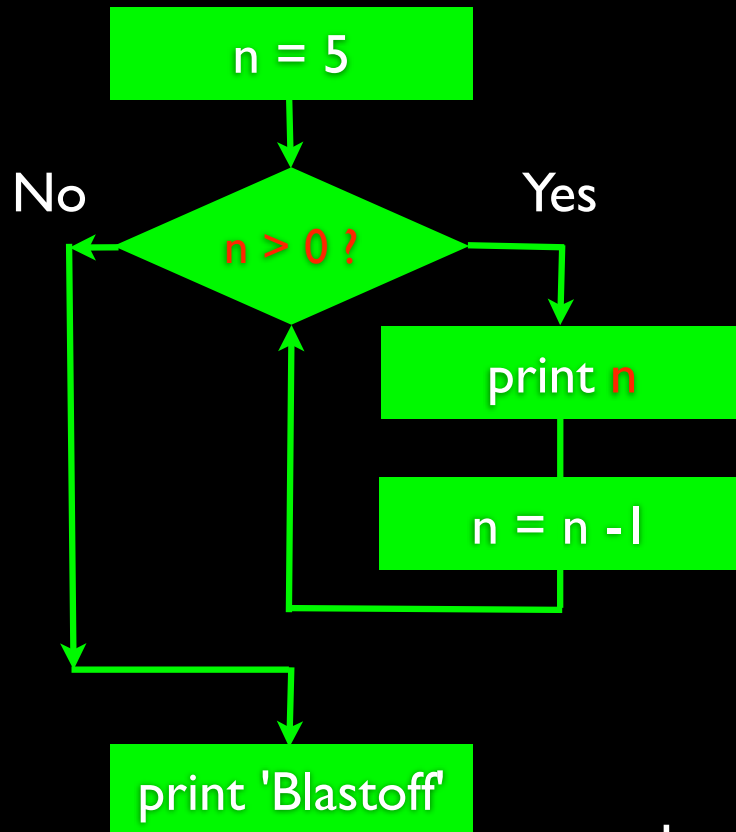 n = 5
No
Yes
n > 0 ?
print n
n = n -1
print 'Blastoff'